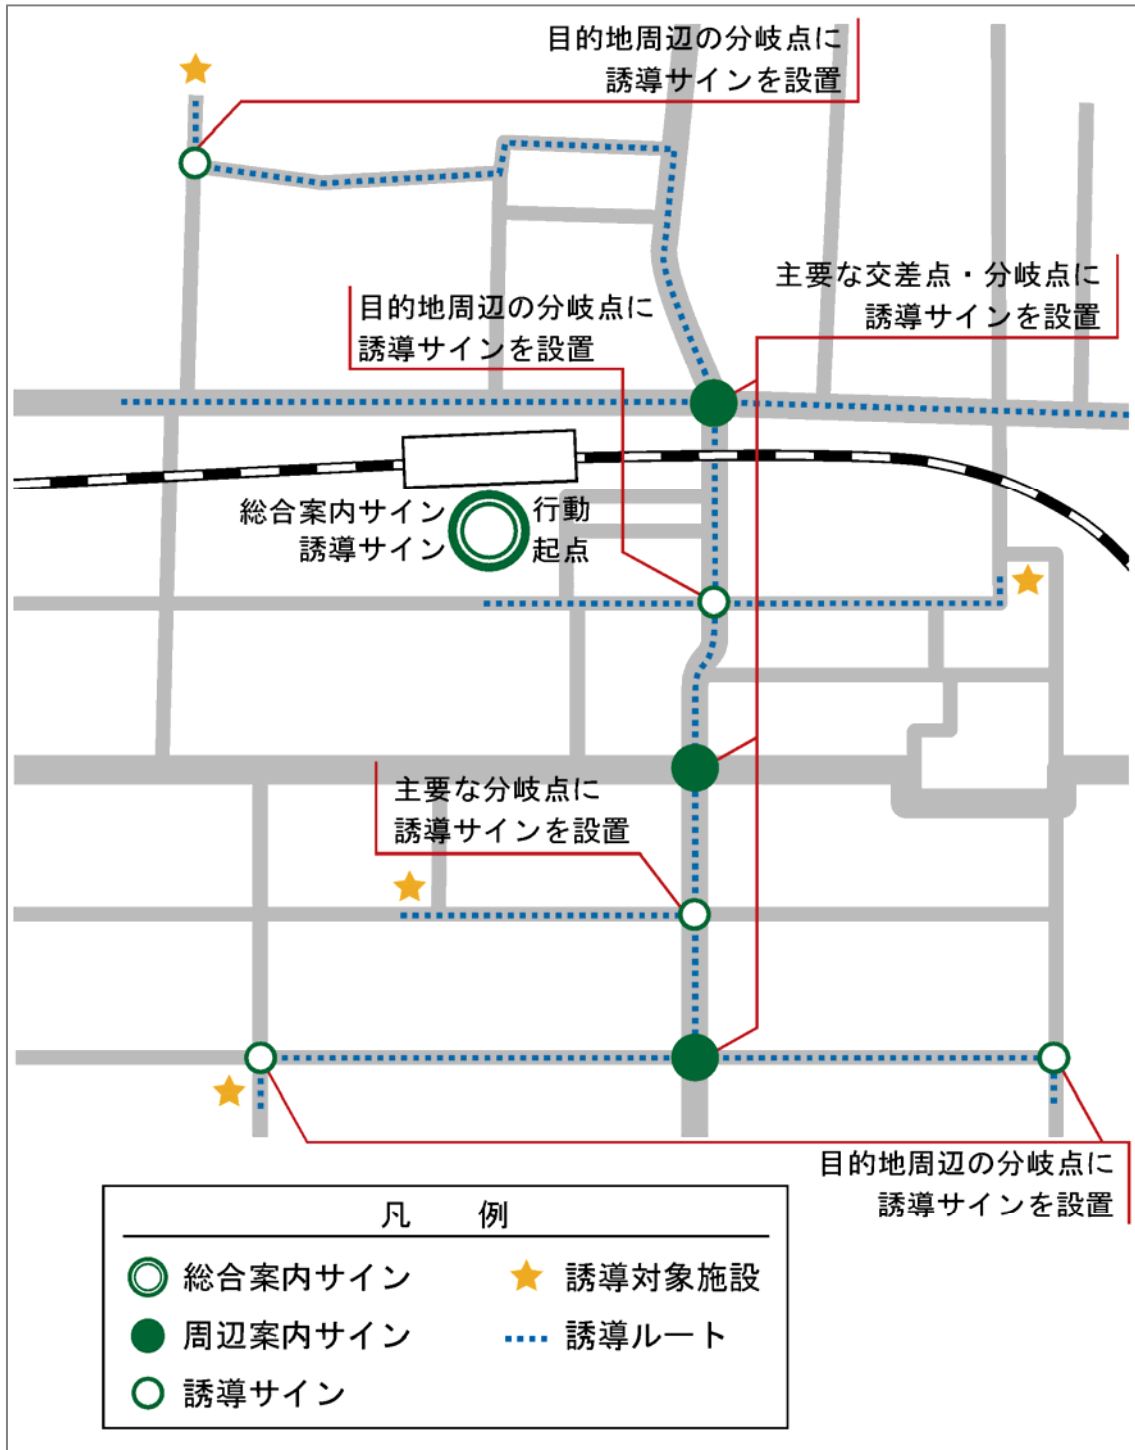 目的地周辺の分岐点に
誘導サインを設置
主要な交差点・分岐点に
誘導サインを設置
目的地周辺の分岐点に
誘導サインを設置
総合案内サイン
誘導サイン
行動
起点
主要な分岐点に
誘導サインを設置
目的地周辺の分岐点に
誘導サインを設置
凡 例
総合案内サイン
周辺案内サイン
誘導サイン
誘導対象施設
誘導ルート